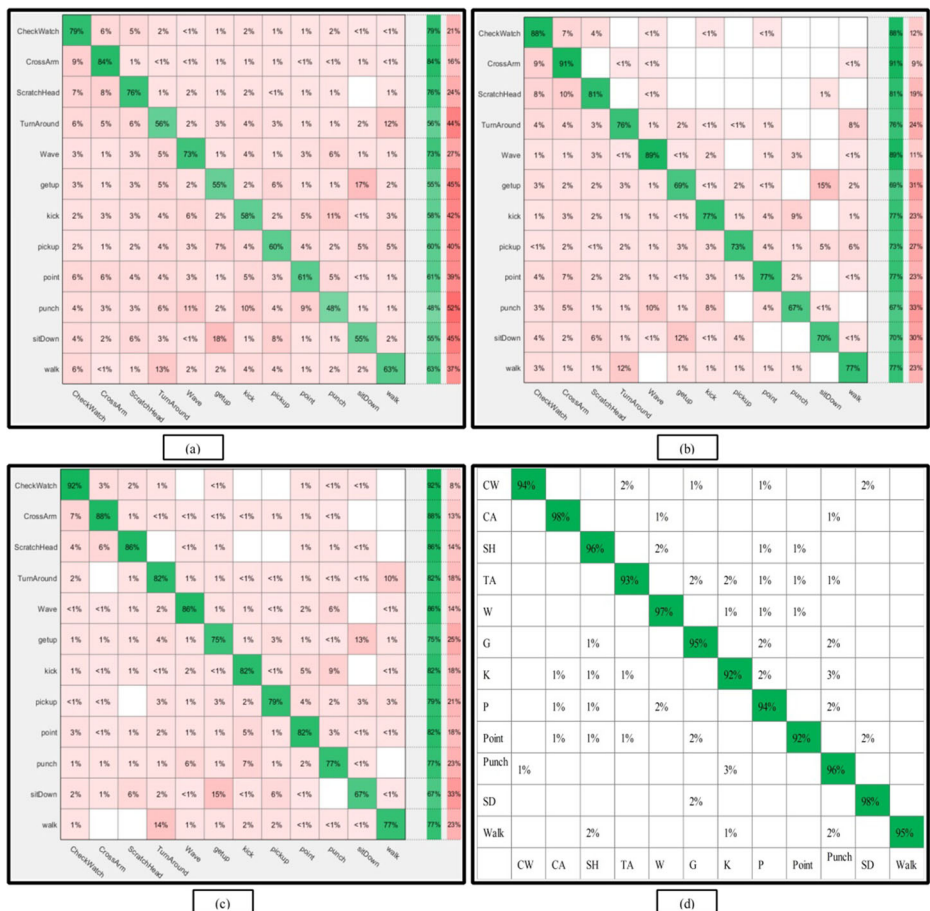 CheckWatch 79% 6% 5% 2% <1% 1% 2% 1% 1% 2% <1% <1% 79% 21%
CrossArm 9% 84% 1% <1% <1% 1% 1% 1% <1% <1% 1% <1% 84% 16%
ScratchHead 7% 8% 76% 1% 2% 1% 2% <1% 1% 1% 1% 76% 24%
TurnAround 6% 5% 6% 56% 2% 3% 4% 3% 1% 1% 2% 12% 56% 44%
Wave 3% 1% 3% 5% 73% 1% 4% 1% 3% 6% 1% 1% 73% 27%
getup 3% 1% 3% 5% 2% 55% 2% 6% 1% 1% 17% 2% 55% 45%
kick 2% 3% 3% 4% 6% 2% 58% 2% 5% 11% <1% 3% 58% 42%
pickup 2% 1% 2% 4% 3% 7% 4% 60% 4% 2% 5% 5% 60% 40%
point 6% 6% 4% 4% 3% 1% 5% 3% 61% 5% <1% 1% 61% 39%
punch 4% 3% 3% 6% 11% 2% 10% 4% 9% 48% 1% 1% 48% 52%
sitDown 4% 2% 6% 3% <1% 18% 1% 8% 1% 1% 55% 2% 55% 45%
walk 6% <1% 1% 13% 2% 2% 4% 4% 1% 2% 2% 63% 63% 37%
CheckWatch CrossArm ScratchHead TurnAround Wave getup kick pickup point punch sitDown walk
(a)
CheckWatch 88% 7% 4% <1% <1% <1% 88% 12%
CrossArm 9% 91% <1% <1% <1% 91% 9%
ScratchHead 8% 10% 81% <1% 1% 81% 19%
TurnAround 4% 4% 3% 76% 1% 2% <1% <1% 1% 8% 76% 24%
Wave 1% 1% 3% 1% 89% <1% 2% 1% 3% <1% 89% 11%
getup 3% 2% 2% 3% 1% 69% <1% 2% <1% 15% 2% 69% 31%
kick 1% 3% 2% 1% 1% <1% 77% 1% 4% 9% 1% 77% 23%
pickup <1% 2% <1% 2% 1% 3% 3% 73% 4% 1% 5% 6% 73% 27%
point 4% 7% 2% 2% 1% <1% 3% 1% 77% 2% <1% 77% 23%
punch 3% 5% 1% 1% 10% 1% 8% 4% 67% <1% 67% 33%
sitDown 2% 3% 6% 1% <1% 12% <1% 4% 70% <1% 70% 30%
walk 3% 1% 1% 12% 1% 1% 1% 1% 1% 1% 77% 77% 23%
CheckWatch CrossArm ScratchHead TurnAround Wave getup kick pickup point punch sitDown walk
(b)
CheckWatch 92% 3% 2% 1% <1% 1% <1% <1% 92% 8%
CrossArm 7% 88% 1% <1% <1% <1% <1% <1% 1% <1% 88% 13%
ScratchHead 4% 6% 86% <1% 1% 1% 1% <1% 86% 14%
TurnAround 2% 1% 82% 1% 1% <1% <1% <1% 1% <1% 10% 82% 18%
Wave <1% <1% 1% 2% 86% 1% 1% <1% 2% 6% <1% 86% 14%
getup 1% 1% 1% 4% 1% 75% 1% 3% 1% <1% 13% 1% 75% 25%
kick 1% <1% 1% <1% 2% <1% 82% <1% 5% 9% <1% 82% 18%
pickup <1% <1% 3% 1% 3% 2% 79% 4% 2% 3% 3% 79% 21%
point 3% <1% 1% 2% 1% 1% 5% 1% 82% 3% <1% <1% 82% 18%
punch 1% 1% 1% 1% 6% 1% 7% 1% 2% 77% <1% 77% 23%
sitDown 2% 1% 6% 2% <1% 15% <1% 6% <1% 67% <1% 67% 33%
walk 1% 14% 1% 1% 2% 2% <1% <1% <1% 77% 77% 23%
CheckWatch CrossArm ScratchHead TurnAround Wave getup kick pickup point punch sitDown walk
(c)
CW 94% 2% 1% 1% 2%
CA 98% 1% 1%
SH 96% 2% 1% 1%
TA 93% 2% 2% 1% 1% 1%
W 97% 1% 1% 1%
G 1% 95% 2% 2%
K 1% 1% 1% 92% 2% 3%
P 1% 1% 2% 94% 2%
Point 1% 1% 1% 2% 92% 2%
Punch 1% 3% 96%
SD 2% 98%
Walk 2% 1% 2% 95%
CW CA SH TA W G K P Point Punch SD Walk
(d)